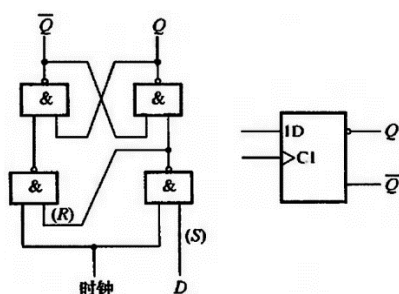 Q̅ Q
& &
& &
(R)
(S)
时钟 D
1D
C1
Q
Q̅